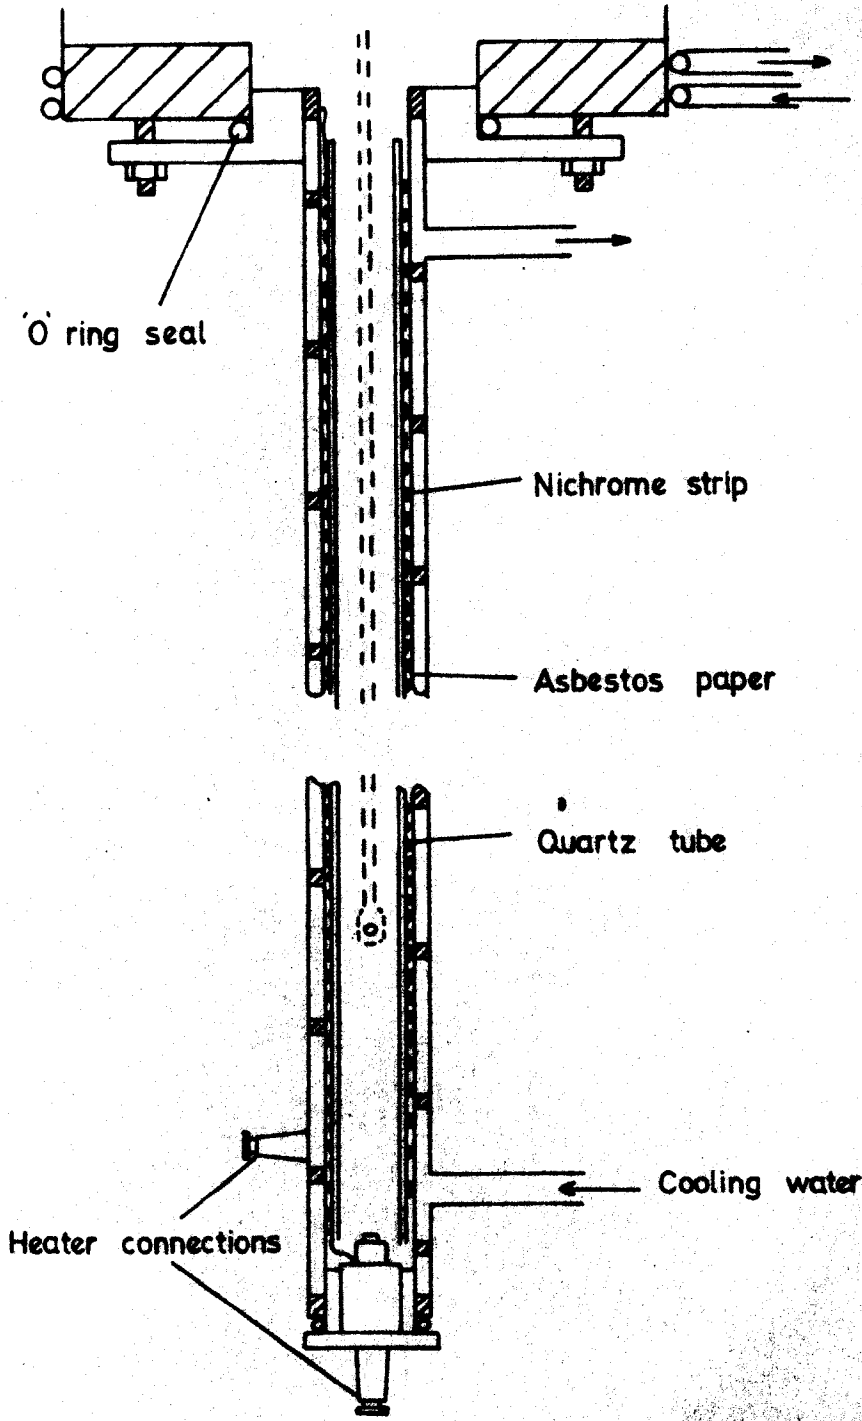 'O' ring seal
Nichrome strip
Asbestos paper
Quartz tube
Cooling water
Heater connections